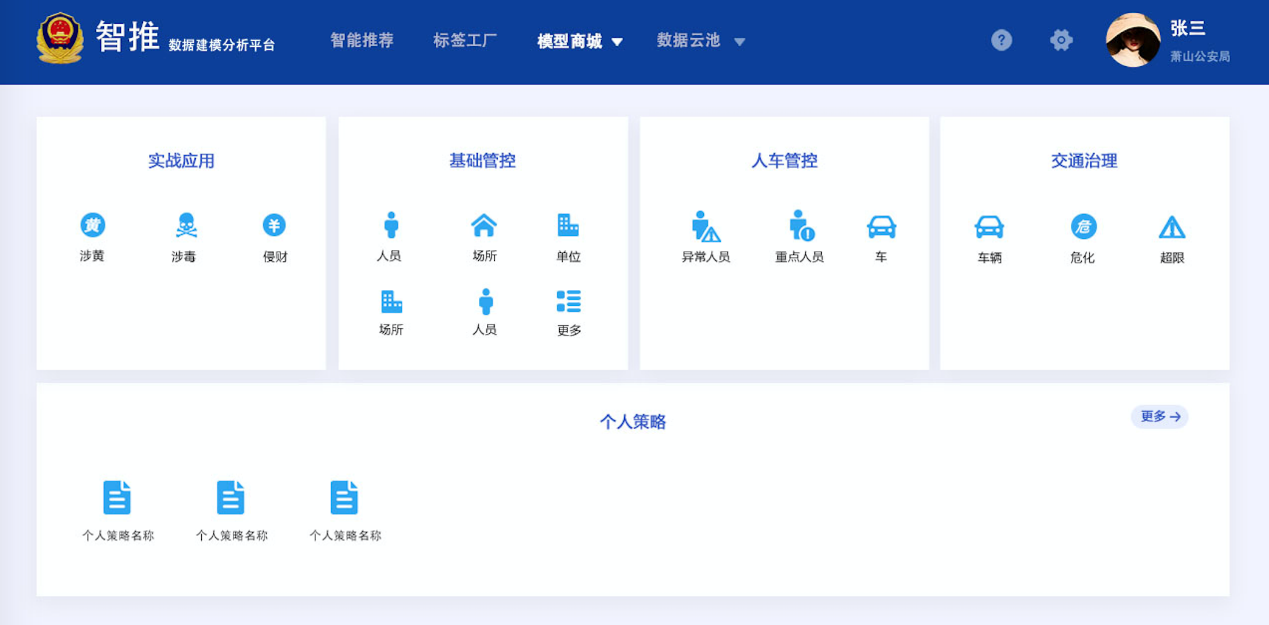 智推 数据建模分析平台 智能推荐 标签工厂 模型商城 数据云池 ? 张三
萧山公安局
实战应用 基础管控 人车管控 交通治理
黄 ¥ 危
涉黄 涉毒 侵财 人员 场所 单位 异常人员 重点人员 车 车辆 危化 超限
场所 人员 更多
个人策略 更多→
个人策略名称 个人策略名称 个人策略名称